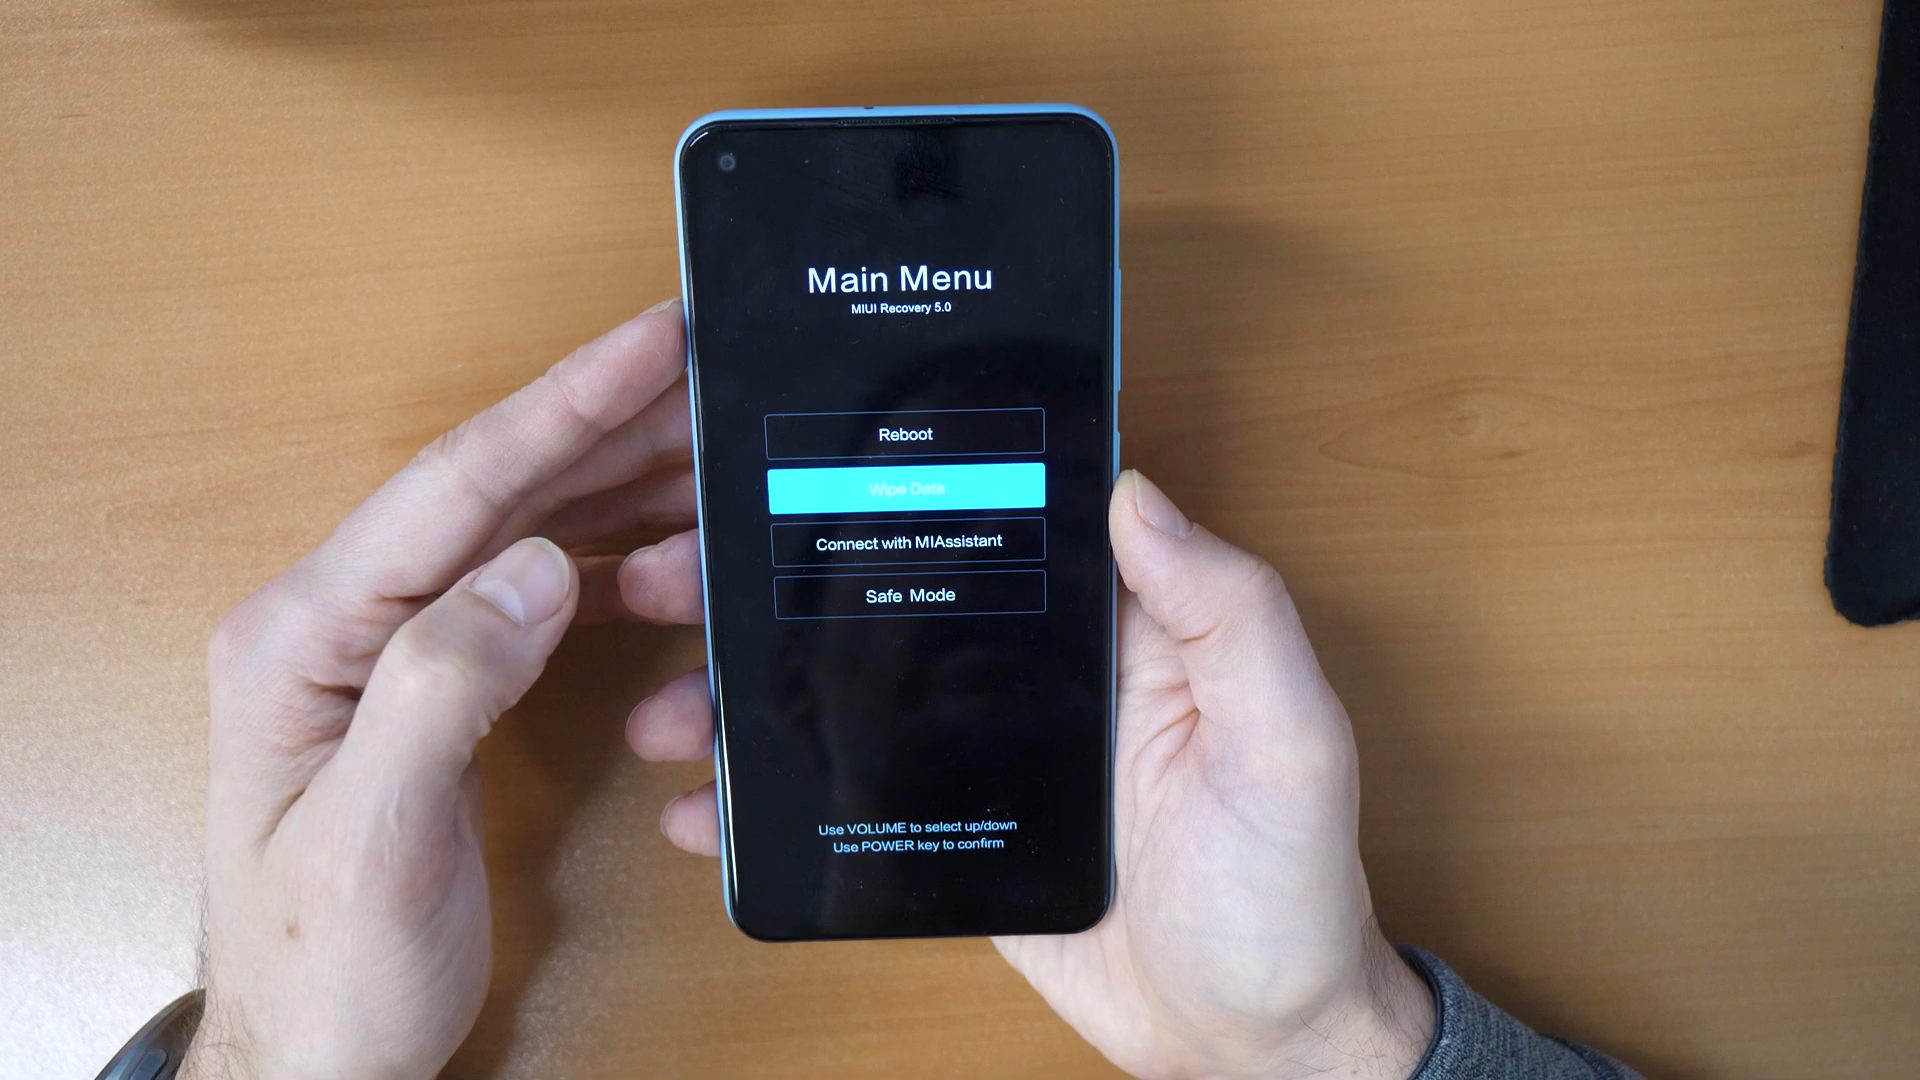 Main Menu
MIUI Recovery 5.0
Reboot
Wipe Data
Connect with MIAssistant
Safe Mode
Use VOLUME to select up/down
Use POWER key to confirm